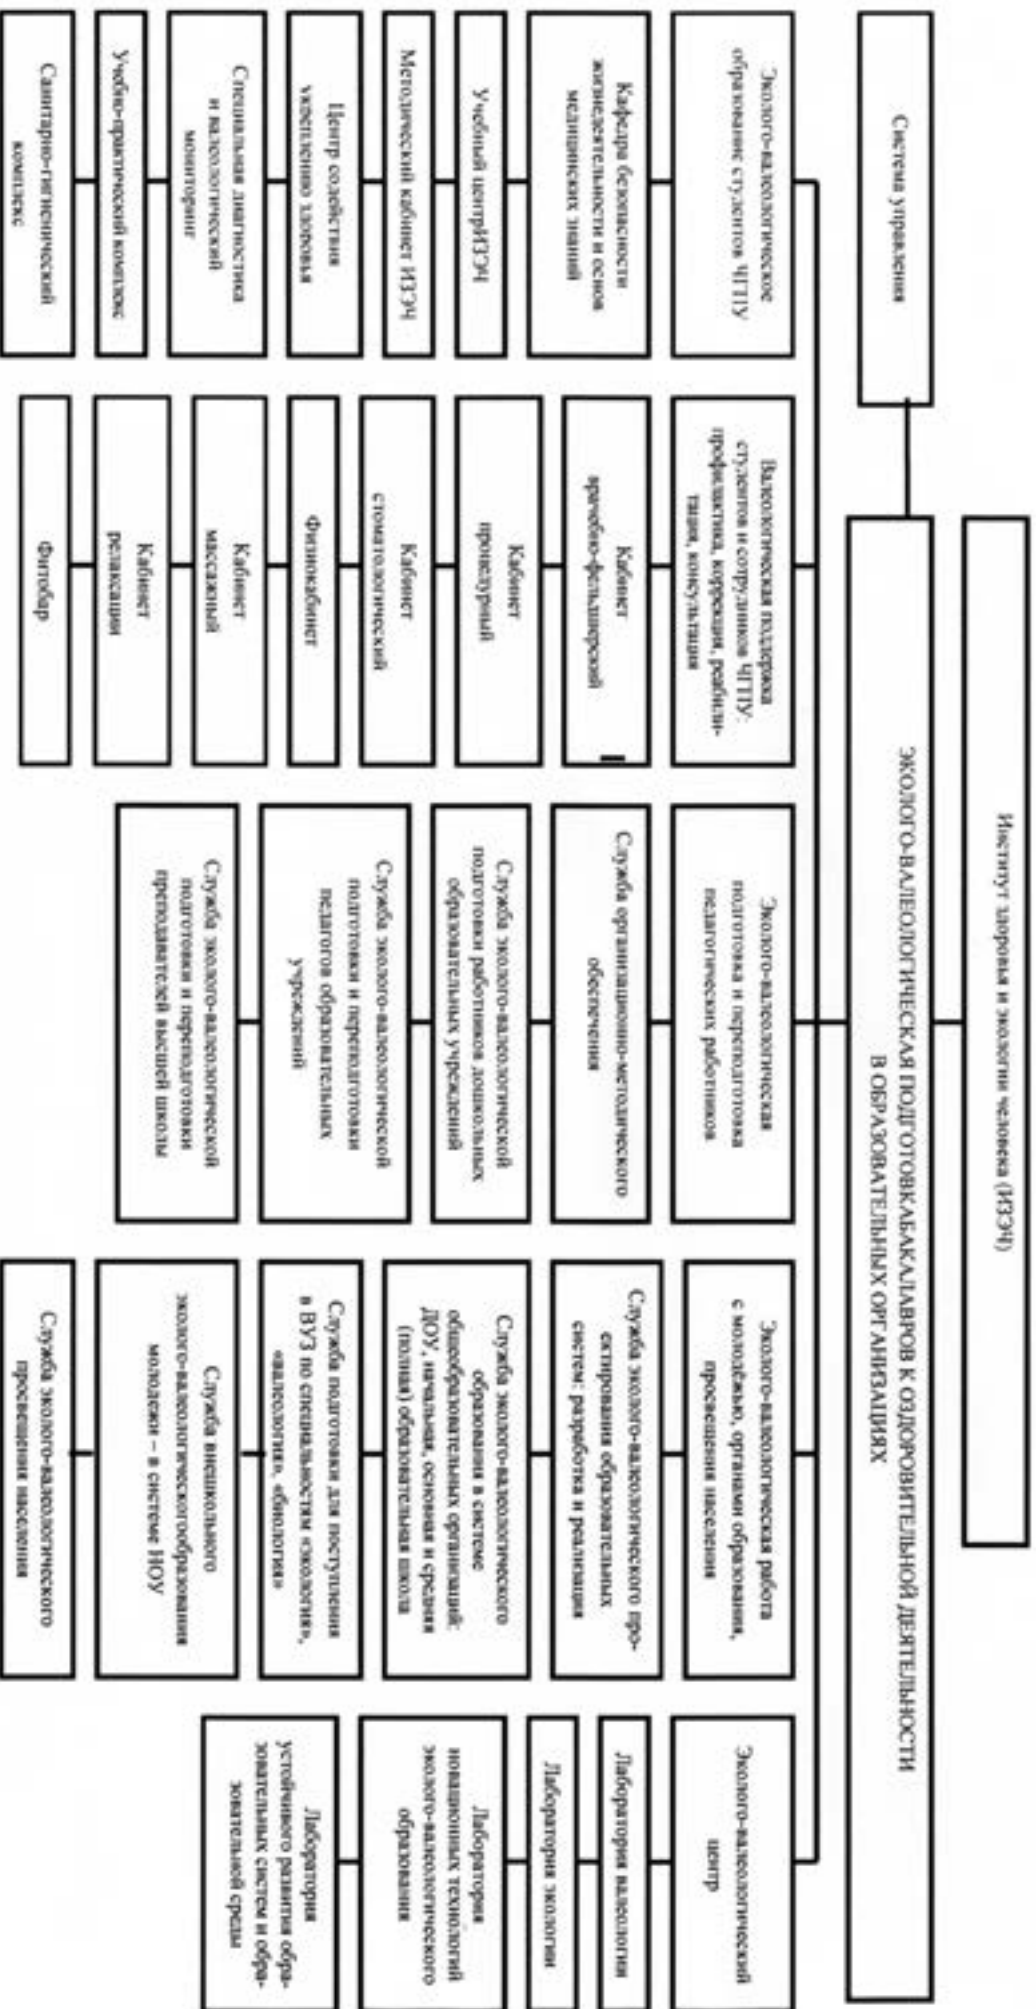 Институт здоровья и экологии человека (ИЗЭЧ)
Система управления
ЭКОЛОГО-ВАЛЕОЛОГИЧЕСКАЯ ПОДГОТОВКАБАКАЛАВРОВ К ОЗДОРОВИТЕЛЬНОЙ ДЕЯТЕЛЬНОСТИ
В ОБРАЗОВАТЕЛЬНЫХ ОРГАНИЗАЦИЯХ
Эколого-валеологическое
образование студентов ЧГПУ
Кафедра безопасности
жизнедеятельности и основ
медицинских знаний
Учебный центрИЗЭЧ
Методический кабинет ИЗЭЧ
Центр содействия
укреплению здоровья
Специальная диагностика
и валеологический
мониторинг
Учебно-практический комплекс
Санитарно-гигиенический
комплекс
Валеологическая поддержка
студентов и сотрудников ЧГПУ:
профилактика, коррекция, реабили-
тация, консультация
Кабинет
врачебно-фельдшерский
Кабинет
процедурный
Кабинет
стоматологический
Физиокабинет
Кабинет
массажный
Кабинет
релаксации
Фитобар
Эколого-валеологическая
подготовка и переподготовка
педагогических работников
Служба организационно-методического
обеспечения
Служба эколого-валеологической
подготовки работников дошкольных
образовательных учреждений
Служба эколого-валеологической
подготовки и переподготовки
педагогов образовательных
учреждений
Служба эколого-валеологической
подготовки и переподготовки
преподавателей высшей школы
Эколого-валеологическая работа
с молодёжью, органами образования,
просвещения населения
Служба эколого-валеологического про-
ектирования образовательных
систем: разработка и реализация
Служба эколого-валеологического
образования в системе
общеобразовательных организаций:
ДОУ, начальная, основная и средняя
(полная) образовательная школа
Служба подготовки для поступления
в ВУЗ по специальностям «экология»,
«валеология», «биология»
Служба внешкольного
эколого-валеологическогообразования
молодежи – в системе НОУ
Служба эколого-валеологического
просвещения населения
Эколого-валеологический
центр
Лаборатория валеологии
Лаборатория экологии
Лаборатория
новационных технологий
эколого-валеологического
образования
Лаборатория
устойчивого развития обра-
зовательных систем и обра-
зовательной среды